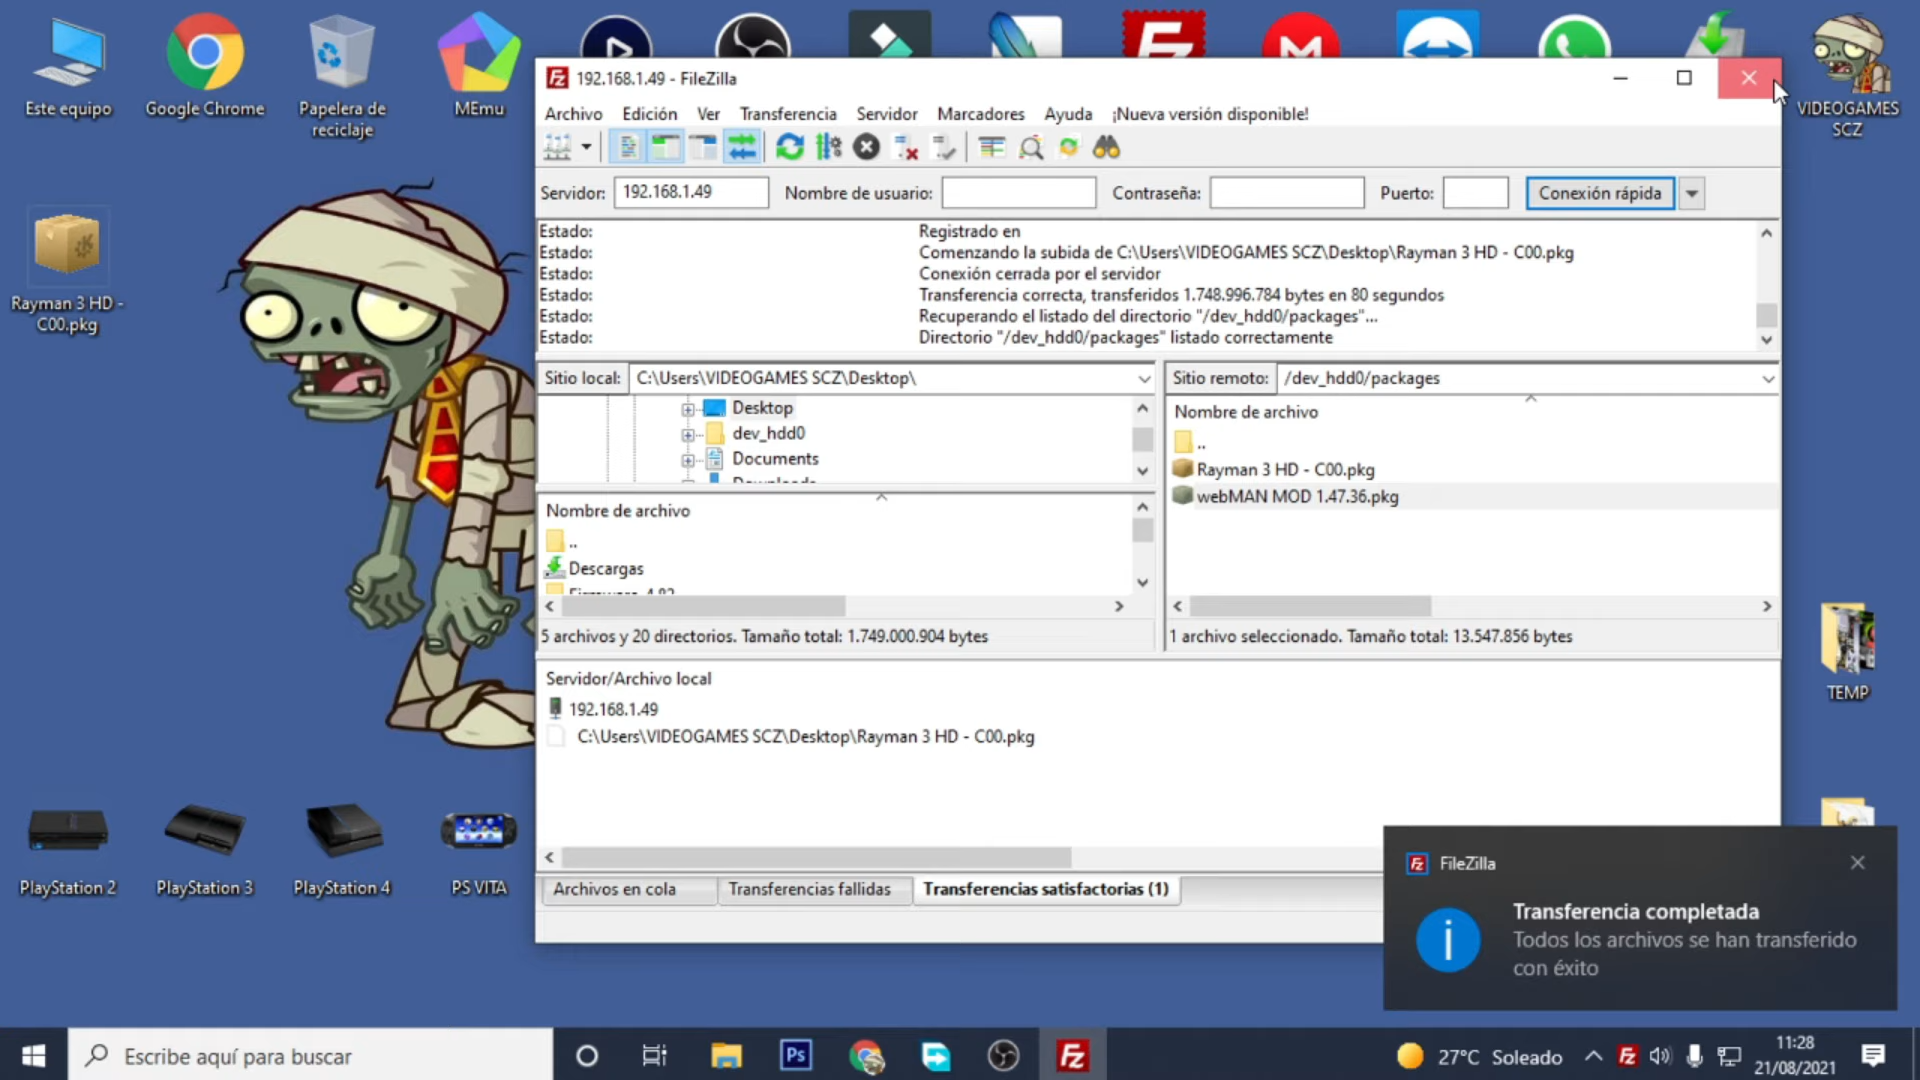 Este equipo
Google Chrome
Papelera de
reciclaje
MEmu
VIDEOGAMES
SCZ
Rayman 3 HD -
C00.pkg
192.168.1.49 - FileZilla
Archivo Edición Ver Transferencia Servidor Marcadores Ayuda ¡Nueva versión disponible!
Servidor: 192.168.1.49 Nombre de usuario: Contraseña: Puerto: Conexión rápida
Estado: Registrado en
Estado: Comenzando la subida de C:\Users\VIDEOGAMES SCZ\Desktop\Rayman 3 HD - C00.pkg
Estado: Conexión cerrada por el servidor
Estado: Transferencia correcta, transferidos 1.748.996.784 bytes en 80 segundos
Estado: Recuperando el listado del directorio "/dev_hdd0/packages"...
Estado: Directorio "/dev_hdd0/packages" listado correctamente
Sitio local: C:\Users\VIDEOGAMES SCZ\Desktop\
Desktop
dev_hdd0
Documents
Downloads
Nombre de archivo
..
Descargas
Firmware 4.82
5 archivos y 20 directorios. Tamaño total: 1.749.000.904 bytes
Sitio remoto: /dev_hdd0/packages
Nombre de archivo
..
Rayman 3 HD - C00.pkg
webMAN MOD 1.47.36.pkg
1 archivo seleccionado. Tamaño total: 13.547.856 bytes
Servidor/Archivo local
192.168.1.49
C:\Users\VIDEOGAMES SCZ\Desktop\Rayman 3 HD - C00.pkg
Archivos en cola Transferencias fallidas Transferencias satisfactorias (1)
TEMP
PlayStation 2
PlayStation 3
PlayStation 4
PS VITA
FileZilla
Transferencia completada
Todos los archivos se han transferido
con éxito
Escribe aquí para buscar
Ps
27°C Soleado
11:28
21/08/2021